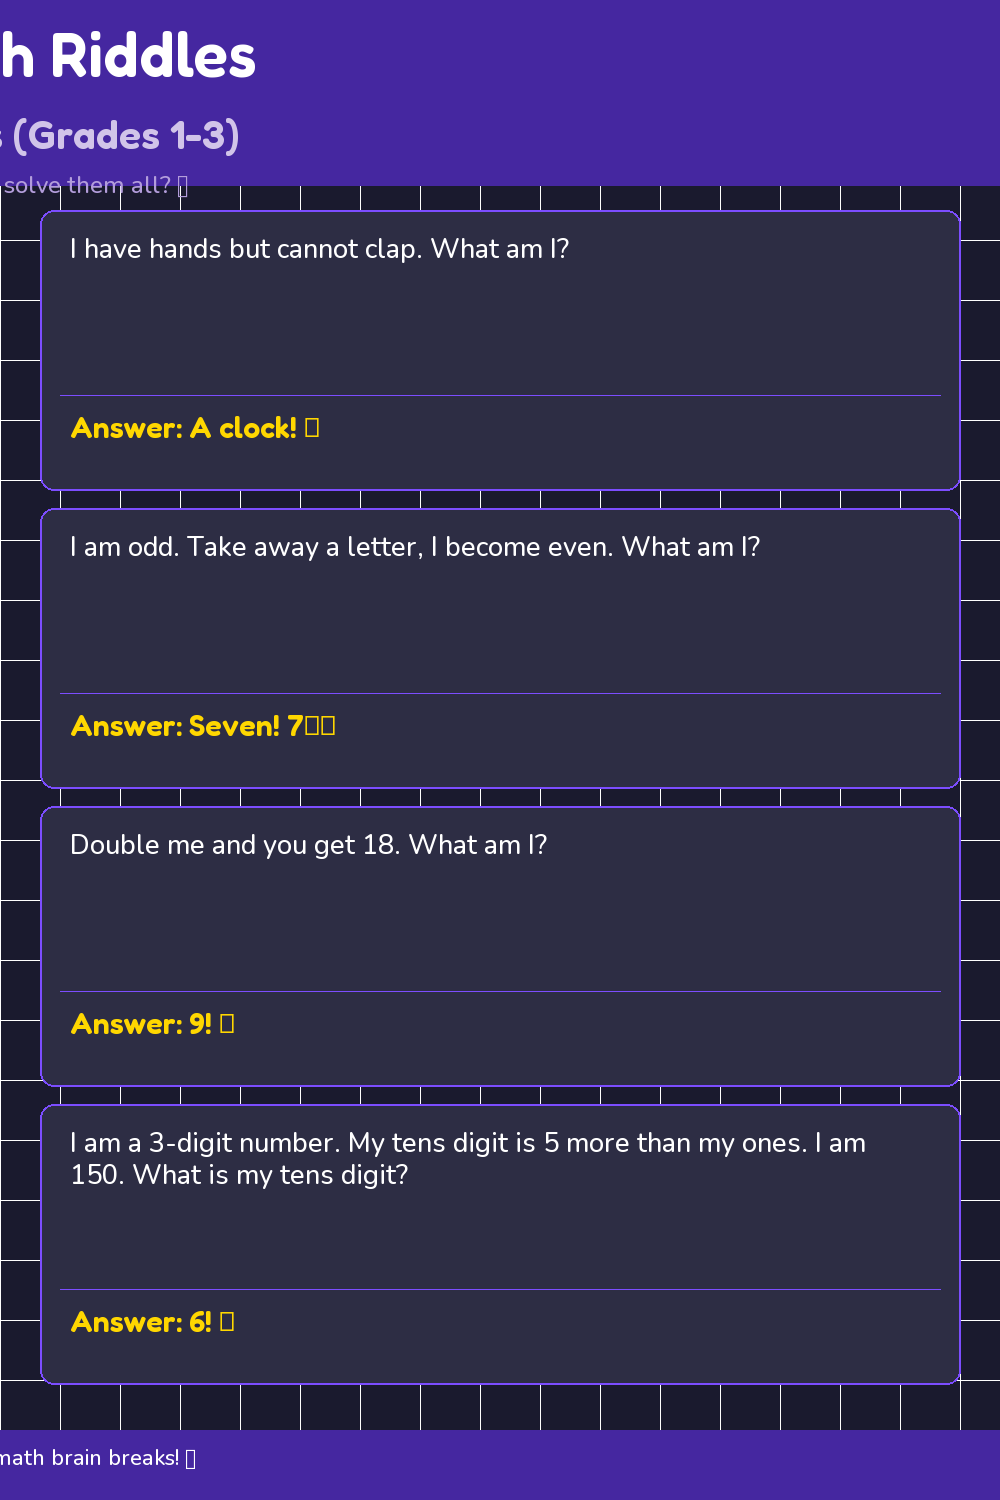 h Riddles
s (Grades 1-3)
solve them all?
I have hands but cannot clap. What am I?
Answer: A clock!
I am odd. Take away a letter, I become even. What am I?
Answer: Seven! 7
Double me and you get 18. What am I?
Answer: 9!
I am a 3-digit number. My tens digit is 5 more than my ones. I am
150. What is my tens digit?
Answer: 6!
math brain breaks!